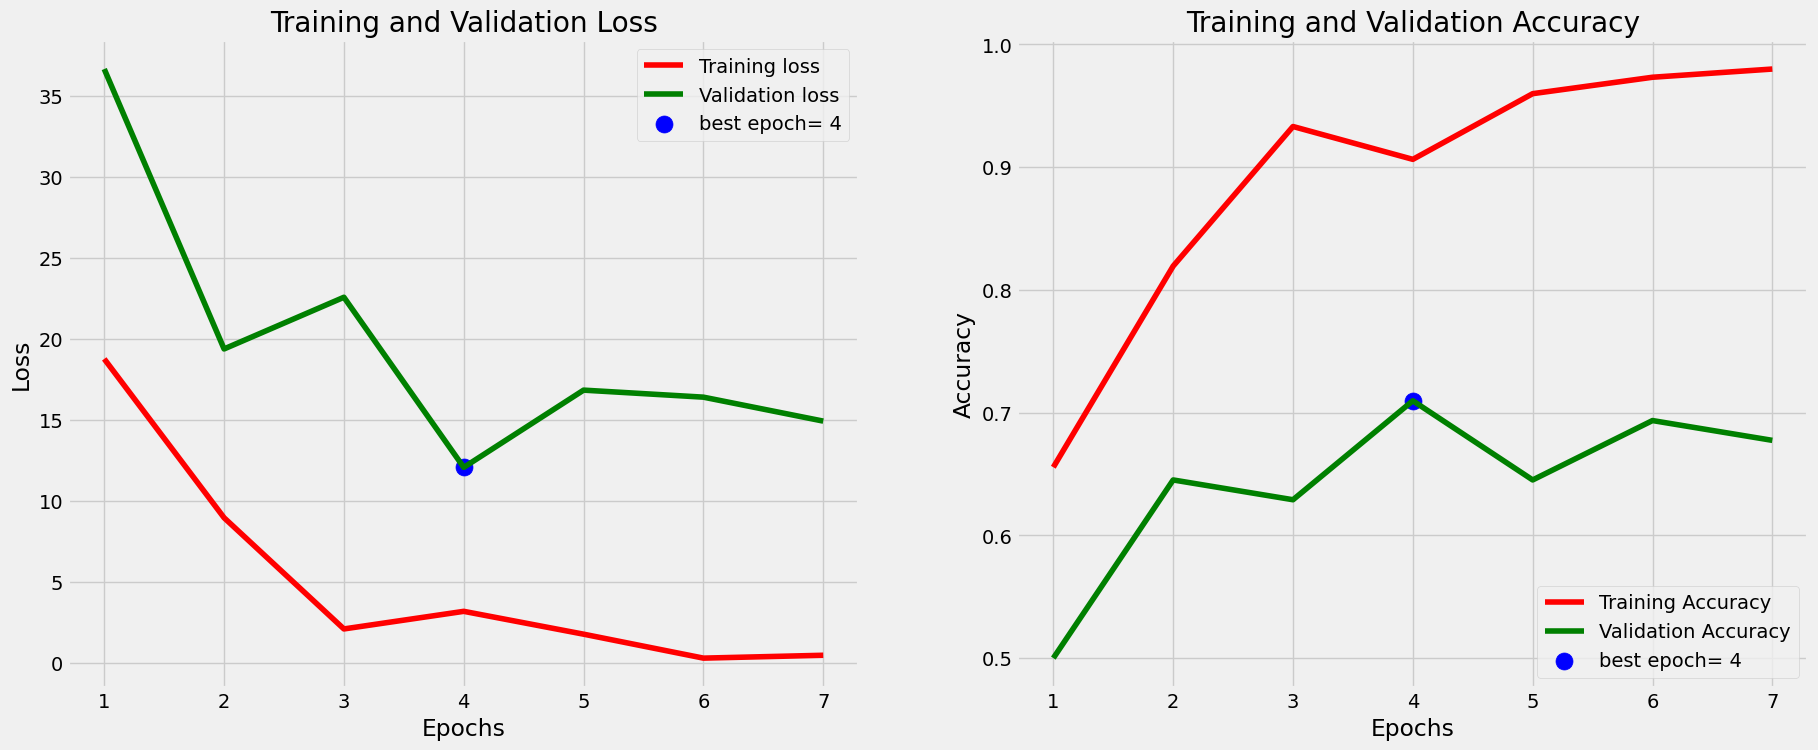 Training and Validation Loss
Training loss
Validation loss
best epoch= 4
35
30
25
20
15
10
5
0
Loss
1 2 3 4 5 6 7
Epochs
Training and Validation Accuracy
1.0
0.9
0.8
0.7
0.6
0.5
Accuracy
Training Accuracy
Validation Accuracy
best epoch= 4
1 2 3 4 5 6 7
Epochs